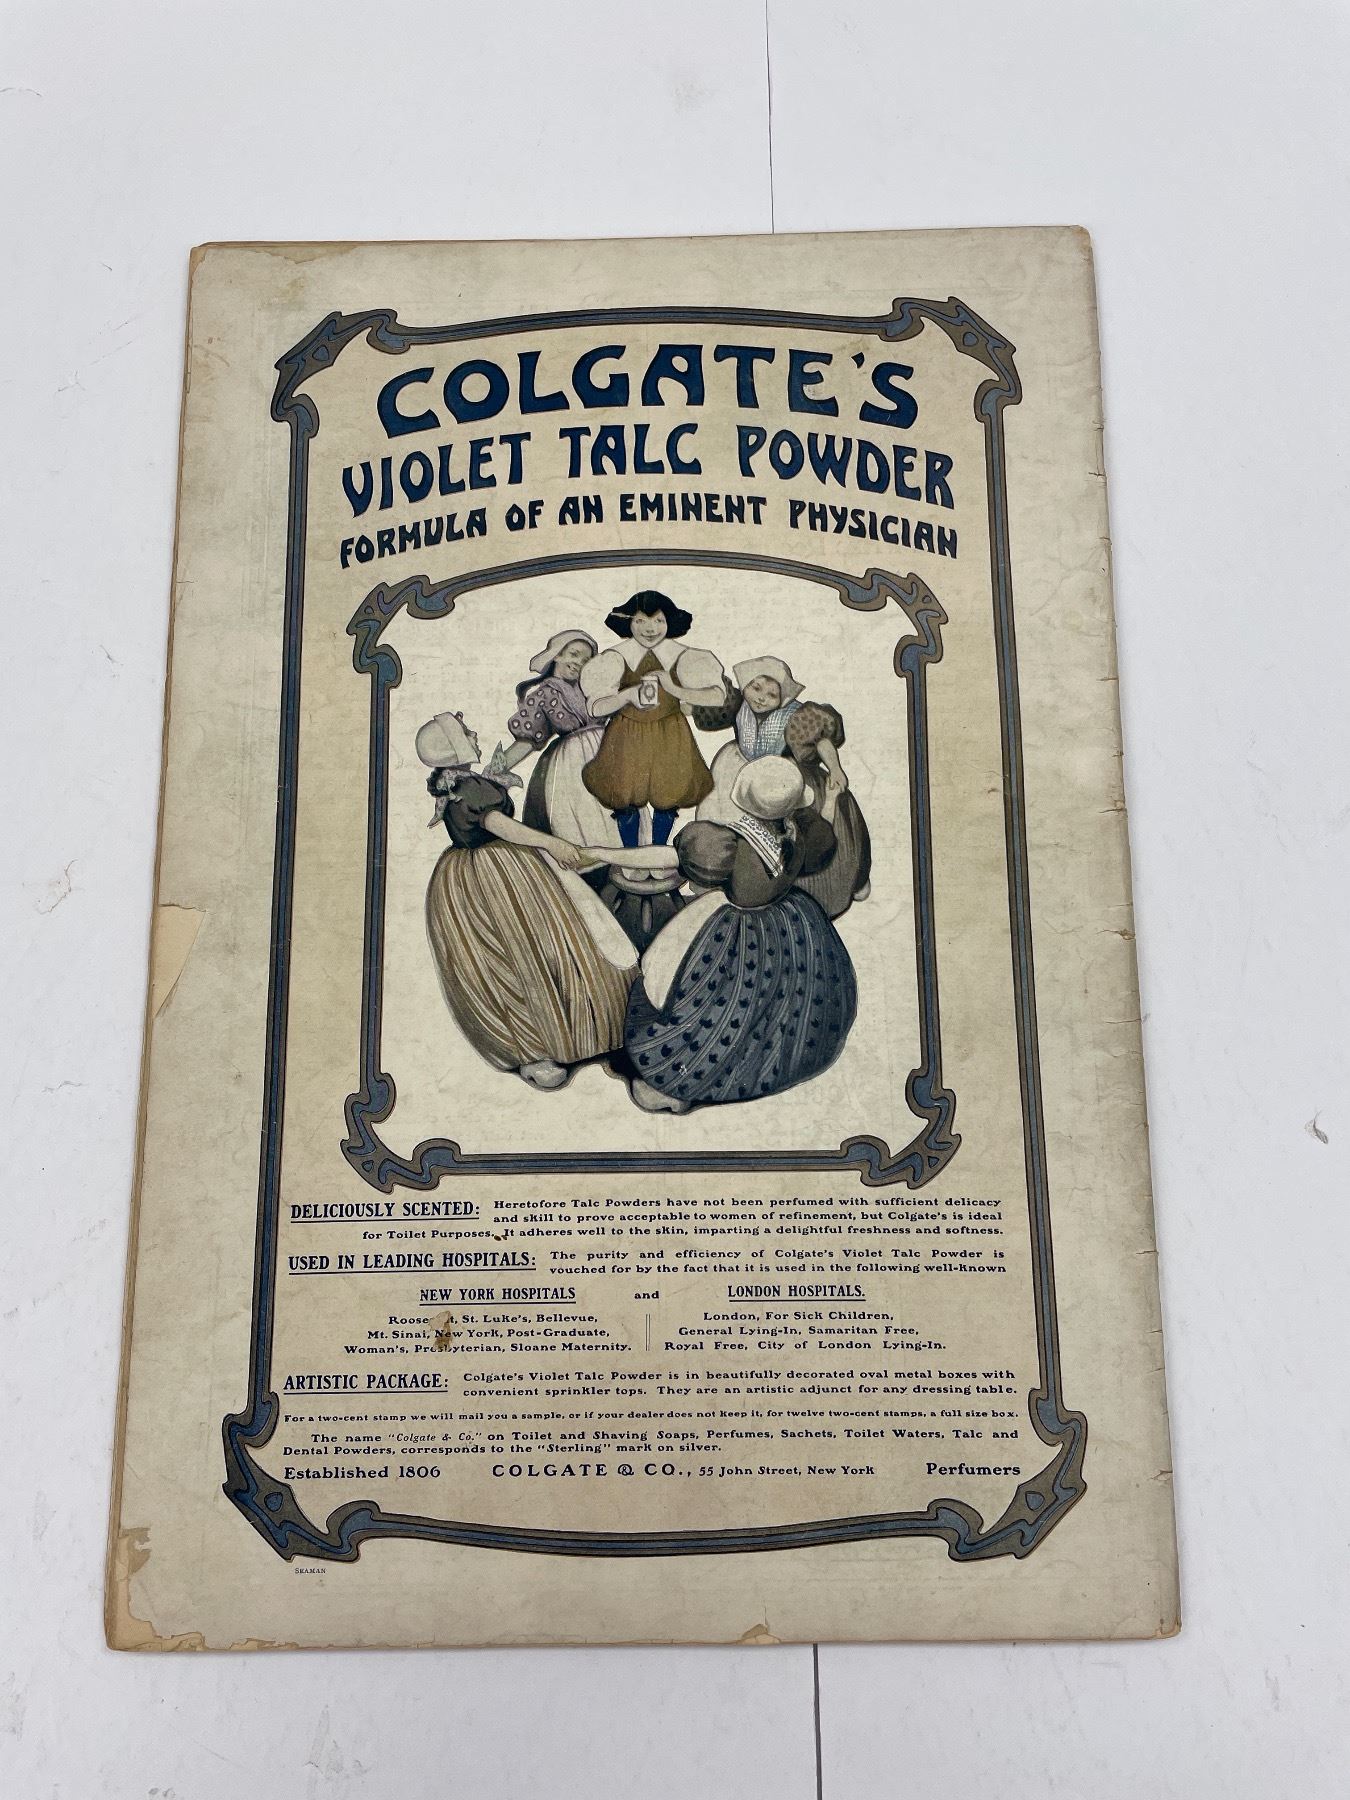 COLGATE'S
VIOLET TALC POWDER
FORMULA OF AN EMINENT PHYSICIAN
DELICIOUSLY SCENTED: Heretofore Talc Powders have not been perfumed with sufficient delicacy
and skill to prove acceptable to women of refinement, but Colgate's is ideal
for Toilet Purposes. It adheres well to the skin, imparting a delightful freshness and softness.
USED IN LEADING HOSPITALS: The purity and efficiency of Colgate's Violet Talc Powder is
vouched for by the fact that it is used in the following well-known
NEW YORK HOSPITALS and LONDON HOSPITALS.
St. Luke's, Bellevue,
Mt. Sinai, New York, Post-Graduate,
Woman's, Presbyterian, Sloane Maternity.
London, For Sick Children,
General Lying-In, Samaritan Free,
Royal Free, City of London Lying-In.
ARTISTIC PACKAGE: Colgate's Violet Talc Powder is in beautifully decorated oval metal boxes with
convenient sprinkler tops. They are an artistic adjunct for any dressing table.
For a two-cent stamp we will mail you a sample, or if your dealer does not keep it, for twelve two-cent stamps, a full size box.
The name "Colgate & Co." on Toilet and Shaving Soaps, Perfumes, Sachets, Toilet Waters, Talc and
Dental Powders, corresponds to the "Sterling" mark on silver.
Established 1806 COLGATE & CO., 55 John Street, New York Perfumers
SEAMAN